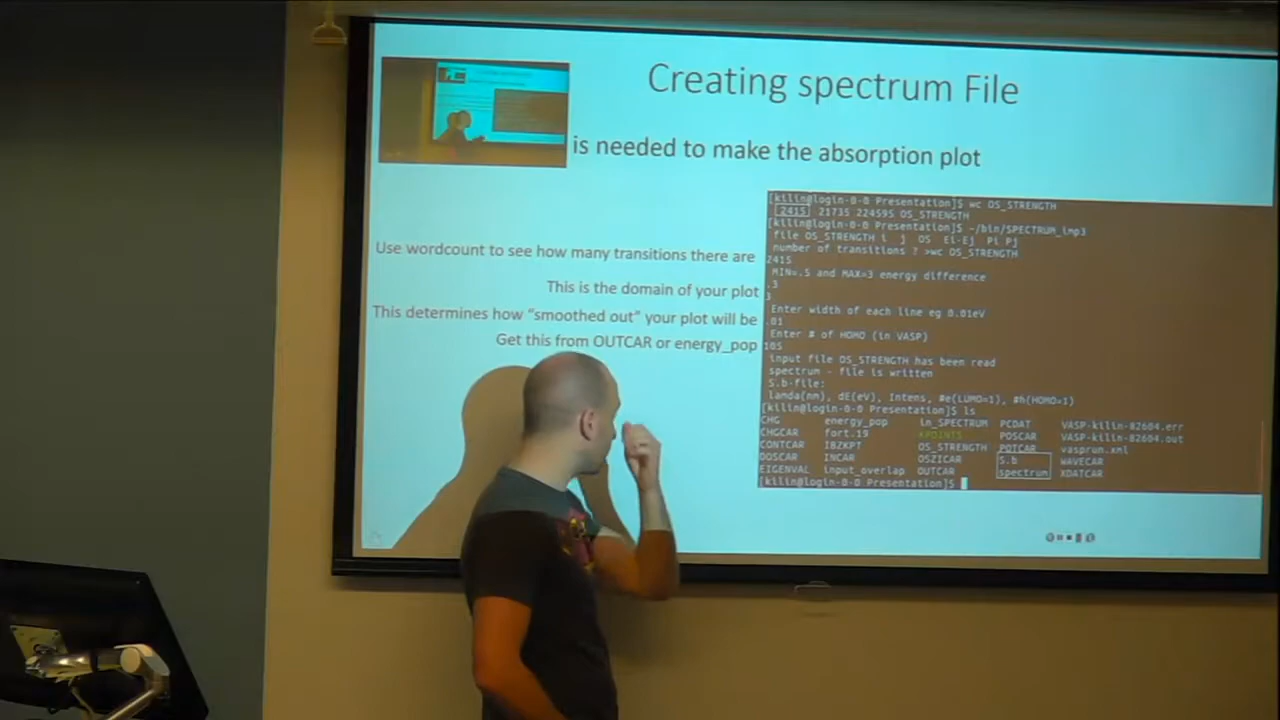 Creating spectrum File
is needed to make the absorption plot
Use wordcount to see how many transitions there are
This is the domain of your plot
This determines how “smoothed out” your plot will be
Get this from OUTCAR or energy_pop
[kilin@login-0-0 Presentation]$ wc OS_STRENGTH
2415 21735 224595 OS_STRENGTH
[kilin@login-0-0 Presentation]$ ~/bin/SPECTRUM_imp3
file OS_STRENGTH i j OS Ei-Ej Pi Pj
number of transitions ? >wc OS_STRENGTH
2415
MIN=.5 and MAX=3 energy difference
.3
3
Enter width of each line eg 0.01eV
.01
Enter # of HOMO (in VASP)
105
input file OS_STRENGTH has been read
spectrum - file is written
S.b-file:
lamda(nm), dE(eV), Intens, #e(LUMO=1), #h(HOMO=1)
[kilin@login-0-0 Presentation]$ ls
CHG energy_pop in_SPECTRUM PCDAT VASP-kilin-82604.err
CHGCAR fort.19 KPOINTS POSCAR VASP-kilin-82604.out
CONTCAR IBZKPT OS_STRENGTH POTCAR vasprun.xml
DOSCAR INCAR OSZICAR S.b WAVECAR
EIGENVAL input_overlap OUTCAR spectrum XDATCAR
[kilin@login-0-0 Presentation]$